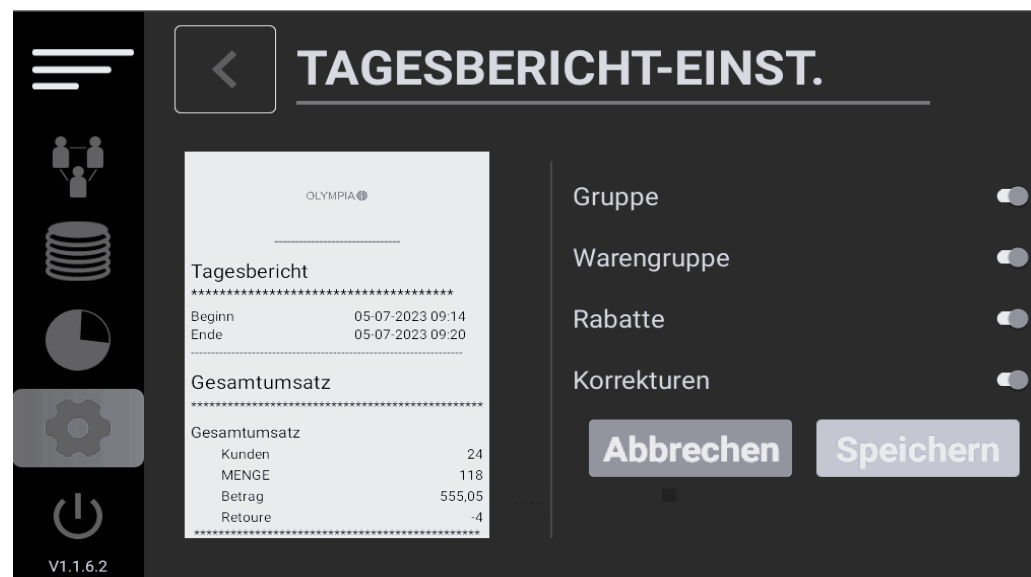 TAGESBERICHT-EINST.
OLYMPIA
Tagesbericht
*************************************
Beginn 05-07-2023 09:14
Ende 05-07-2023 09:20
Gesamtumsatz
************************************************
Gesamtumsatz
Kunden 24
MENGE 118
Betrag 555,05
Retoure -4
***********************************************
Gruppe
Warengruppe
Rabatte
Korrekturen
Abbrechen Speichern
V1.1.6.2